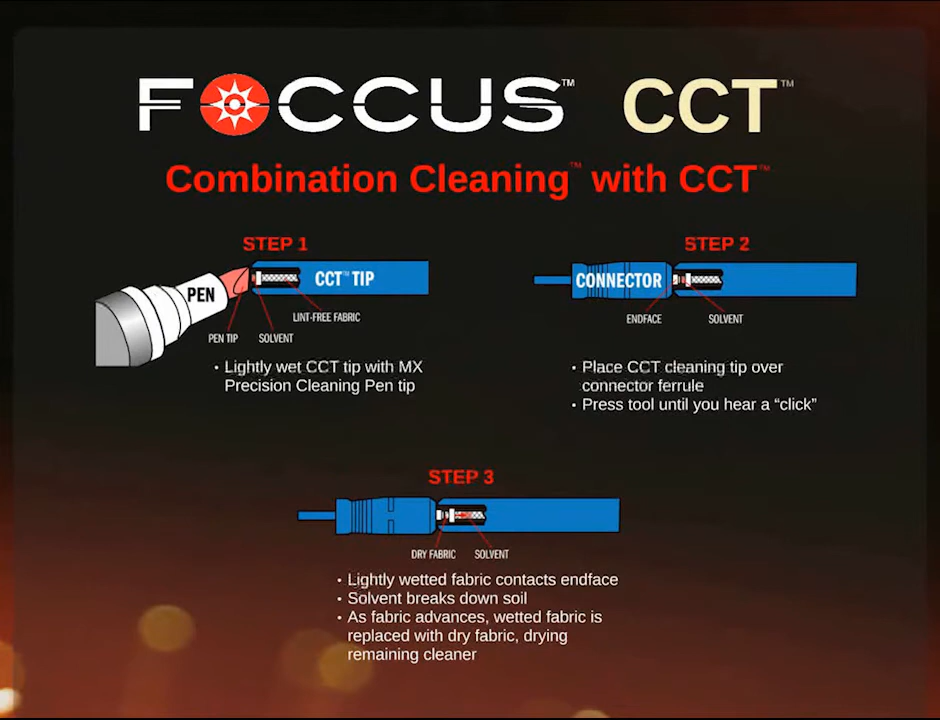 FOCCUS™ CCT™
Combination Cleaning™ with CCT™
STEP 1
PEN
CCT™ TIP
LINT-FREE FABRIC
PEN TIP
SOLVENT
• Lightly wet CCT tip with MX
Precision Cleaning Pen tip
STEP 2
CONNECTOR
ENDFACE
SOLVENT
• Place CCT cleaning tip over
connector ferrule
• Press tool until you hear a “click”
STEP 3
DRY FABRIC
SOLVENT
• Lightly wetted fabric contacts endface
• Solvent breaks down soil
• As fabric advances, wetted fabric is
replaced with dry fabric, drying
remaining cleaner